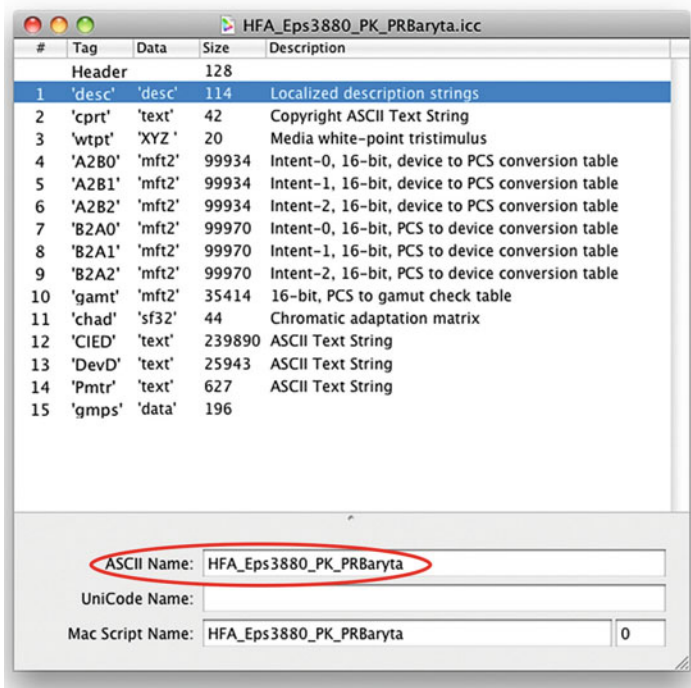 HFA_Eps3880_PK_PRBaryta.icc
# Tag Data Size Description
Header 128
1 'desc' 'desc' 114 Localized description strings
2 'cprt' 'text' 42 Copyright ASCII Text String
3 'wtpt' 'XYZ ' 20 Media white-point tristimulus
4 'A2B0' 'mft2' 99934 Intent-0, 16-bit, device to PCS conversion table
5 'A2B1' 'mft2' 99934 Intent-1, 16-bit, device to PCS conversion table
6 'A2B2' 'mft2' 99934 Intent-2, 16-bit, device to PCS conversion table
7 'B2A0' 'mft2' 99970 Intent-0, 16-bit, PCS to device conversion table
8 'B2A1' 'mft2' 99970 Intent-1, 16-bit, PCS to device conversion table
9 'B2A2' 'mft2' 99970 Intent-2, 16-bit, PCS to device conversion table
10 'gamt' 'mft2' 35414 16-bit, PCS to gamut check table
11 'chad' 'sf32' 44 Chromatic adaptation matrix
12 'CIED' 'text' 239890 ASCII Text String
13 'DevD' 'text' 25943 ASCII Text String
14 'Pmtr' 'text' 627 ASCII Text String
15 'gmps' 'data' 196
ASCII Name: HFA_Eps3880_PK_PRBaryta
UniCode Name:
Mac Script Name: HFA_Eps3880_PK_PRBaryta 0